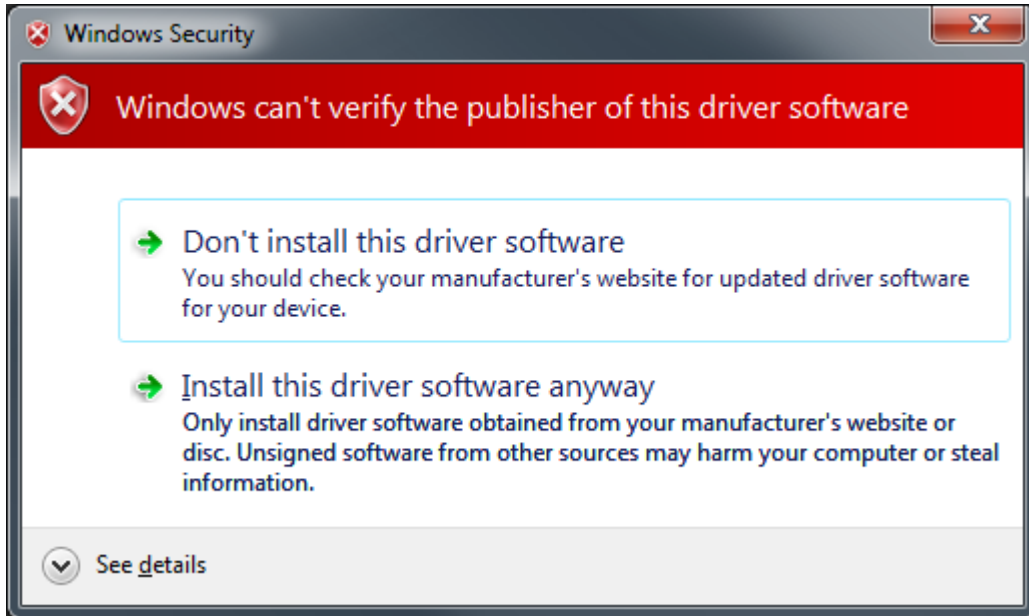 Windows Security
Windows can't verify the publisher of this driver software
Don't install this driver software
You should check your manufacturer's website for updated driver software
for your device.
Install this driver software anyway
Only install driver software obtained from your manufacturer's website or
disc. Unsigned software from other sources may harm your computer or steal
information.
See details